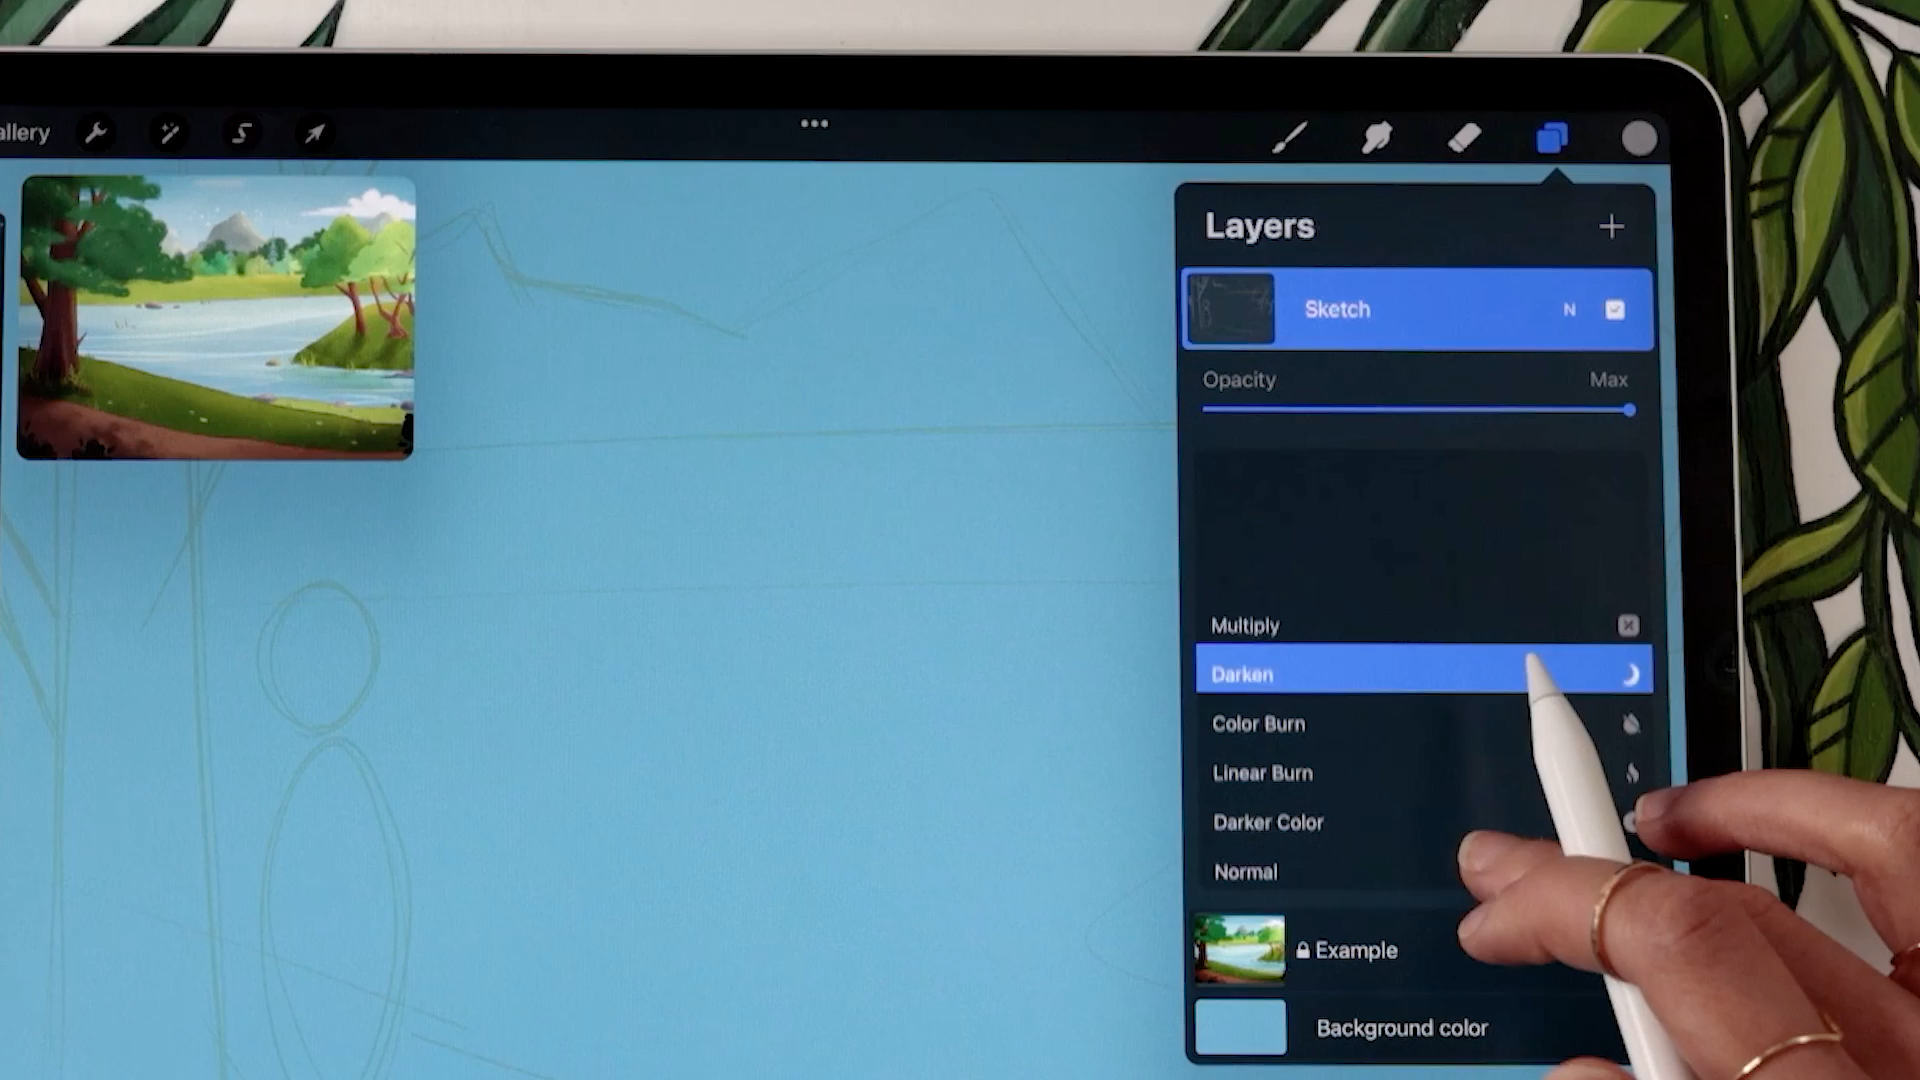 allery
Layers
Sketch N
Opacity Max
Multiply
Darken
Color Burn
Linear Burn
Darker Color
Normal
Example
Background color